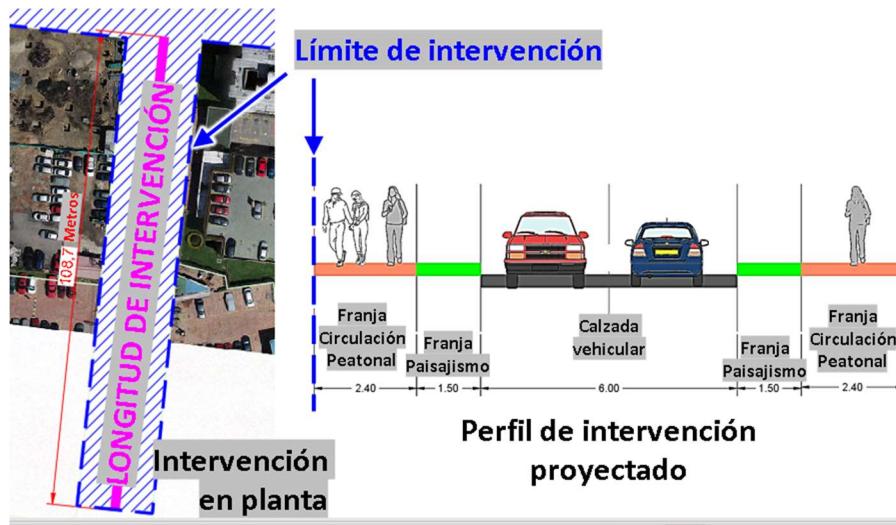 Límite de intervención
LONGITUD DE INTERVENCIÓN
108,7 Metros
Intervención
en planta
Franja
Circulación
Peatonal
Franja
Paisajismo
Calzada
vehicular
Franja
Paisajismo
Franja
Circulación
Peatonal
2.40
1.50
6.00
1.50
2.40
Perfil de intervención
proyectado